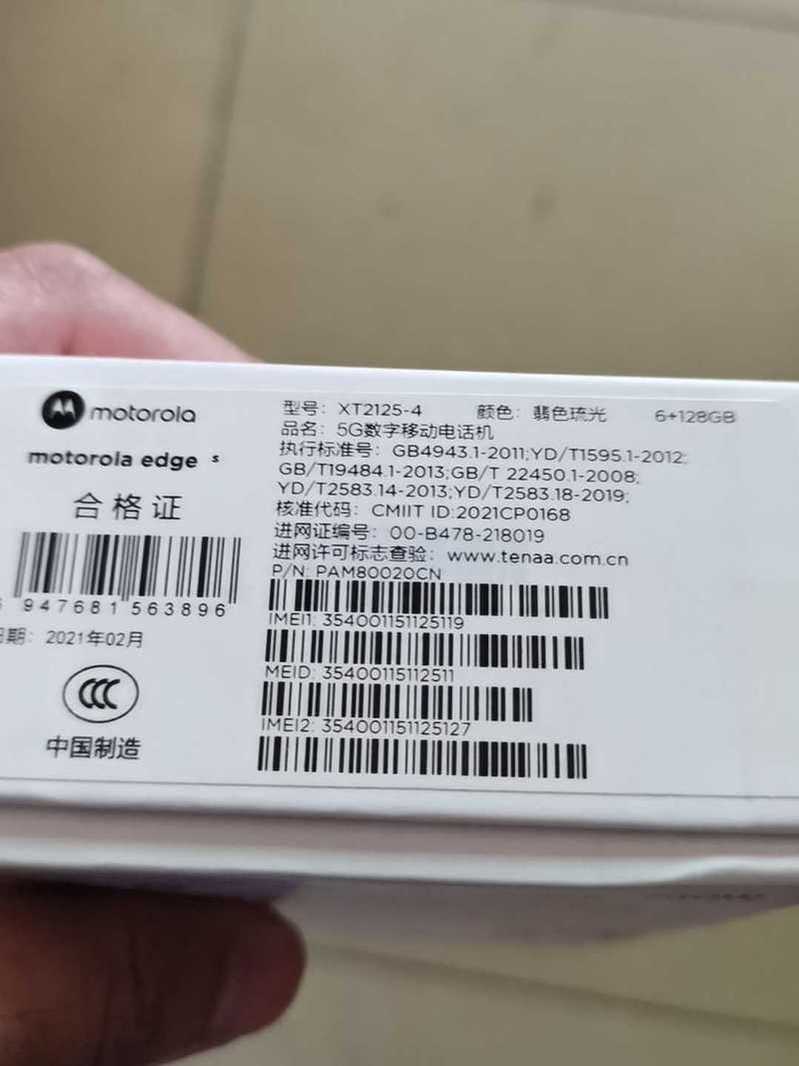 motorola
motorola edge s
合格证
947681 563896
日期：2021年02月
CCC
中国制造
型号：XT2125-4 颜色：翡色琉光 6+128GB
品名：5G数字移动电话机
执行标准号：GB4943.1-2011;YD/T1595.1-2012;
GB/T19484.1-2013;GB/T 22450.1-2008;
YD/T2583.14-2013;YD/T2583.18-2019;
核准代码：CMIIT ID:2021CP0168
进网证编号：00-B478-218019
进网许可标志查验：www.tenaa.com.cn
P/N: PAM80020CN
IMEI1: 354001151125119
MEID: 35400115112511
IMEI2: 354001151125127